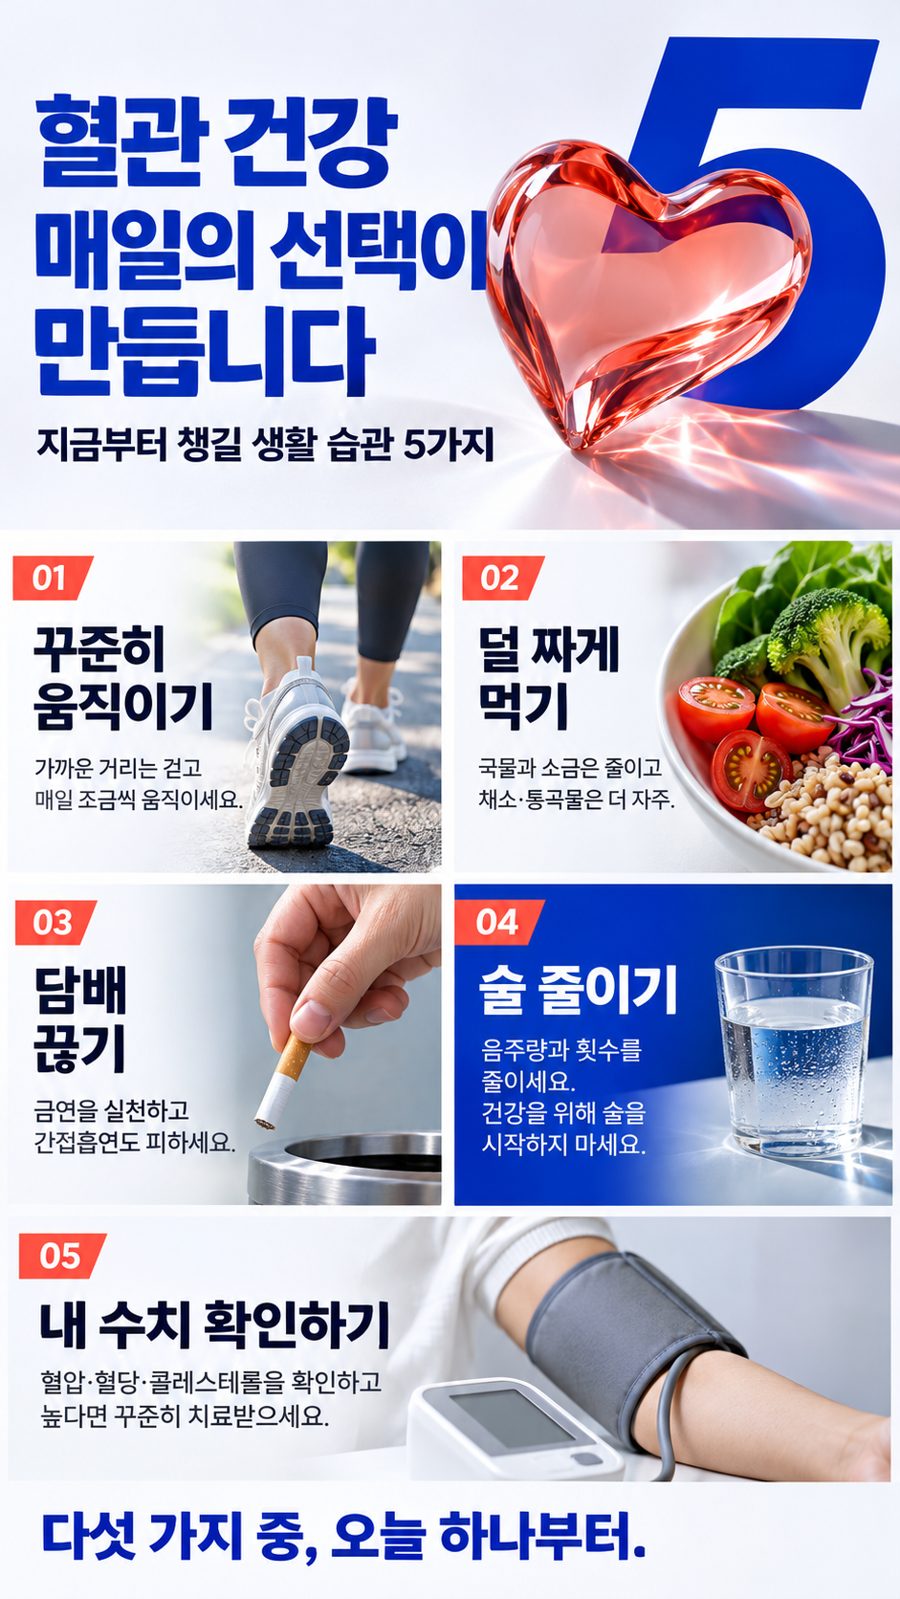 5
혈관 건강
매일의 선택이
만듭니다
지금부터 챙길 생활 습관 5가지
01
꾸준히
움직이기
가까운 거리는 걷고
매일 조금씩 움직이세요.
02
덜 짜게
먹기
국물과 소금은 줄이고
채소·통곡물은 더 자주.
03
담배
끊기
금연을 실천하고
간접흡연도 피하세요.
04
술 줄이기
음주량과 횟수를
줄이세요.
건강을 위해 술을
시작하지 마세요.
05
내 수치 확인하기
혈압·혈당·콜레스테롤을 확인하고
높다면 꾸준히 치료받으세요.
다섯 가지 중, 오늘 하나부터.